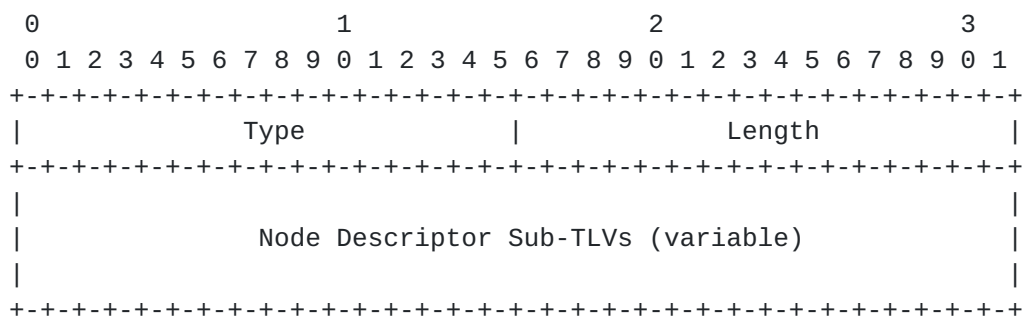 0                   1                   2                   3
 0 1 2 3 4 5 6 7 8 9 0 1 2 3 4 5 6 7 8 9 0 1 2 3 4 5 6 7 8 9 0 1
+-+-+-+-+-+-+-+-+-+-+-+-+-+-+-+-+-+-+-+-+-+-+-+-+-+-+-+-+-+-+-+-+
|              Type             |             Length            |
+-+-+-+-+-+-+-+-+-+-+-+-+-+-+-+-+-+-+-+-+-+-+-+-+-+-+-+-+-+-+-+-+
|                                                               |
|               Node Descriptor Sub-TLVs (variable)             |
|                                                               |
+-+-+-+-+-+-+-+-+-+-+-+-+-+-+-+-+-+-+-+-+-+-+-+-+-+-+-+-+-+-+-+-+